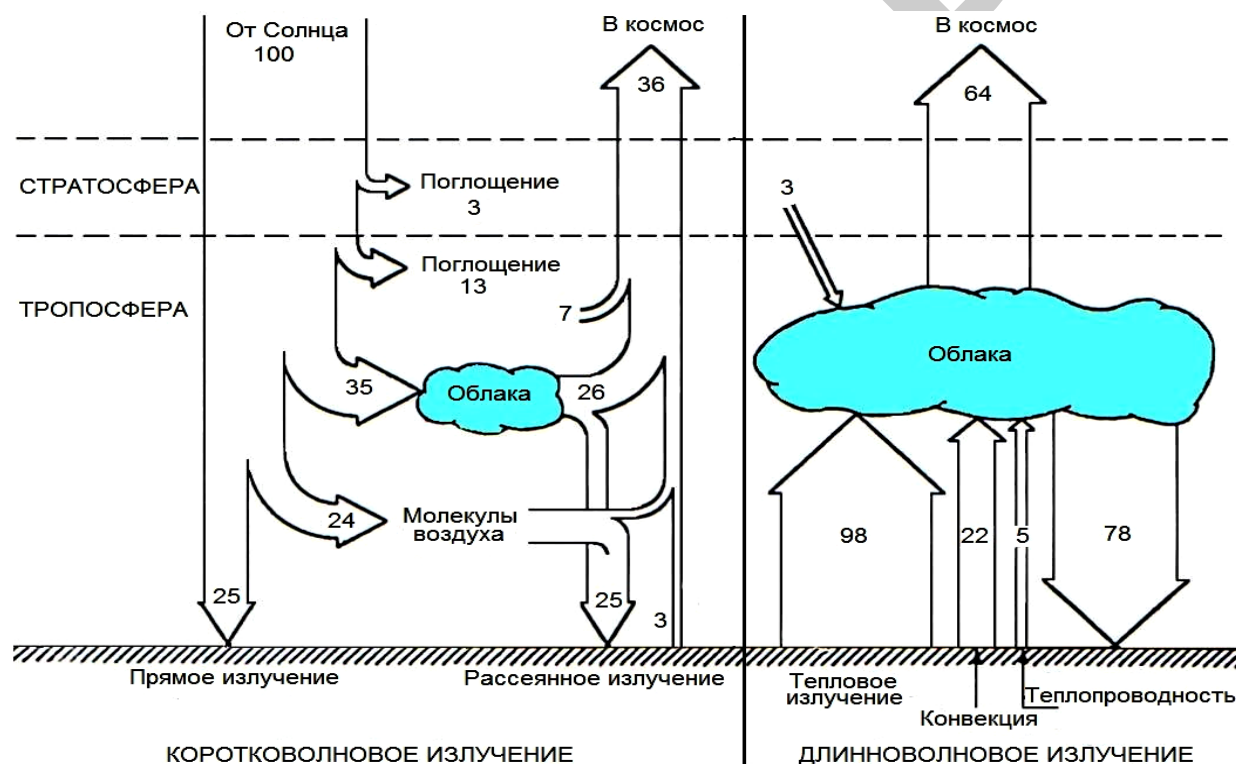 От Солнца
100
В космос
36
В космос
64
СТРАТОСФЕРА
Поглощение
3
3
ТРОПОСФЕРА
Поглощение
13
7
35
Облака
26
Облака
24
Молекулы
воздуха
98
22
5
78
25
25
3
Прямое излучение
Рассеянное излучение
Тепловое
излучение
Конвекция
Теплопроводность
КОРОТКОВОЛНОВОЕ ИЗЛУЧЕНИЕ
ДЛИННОВОЛНОВОЕ ИЗЛУЧЕНИЕ